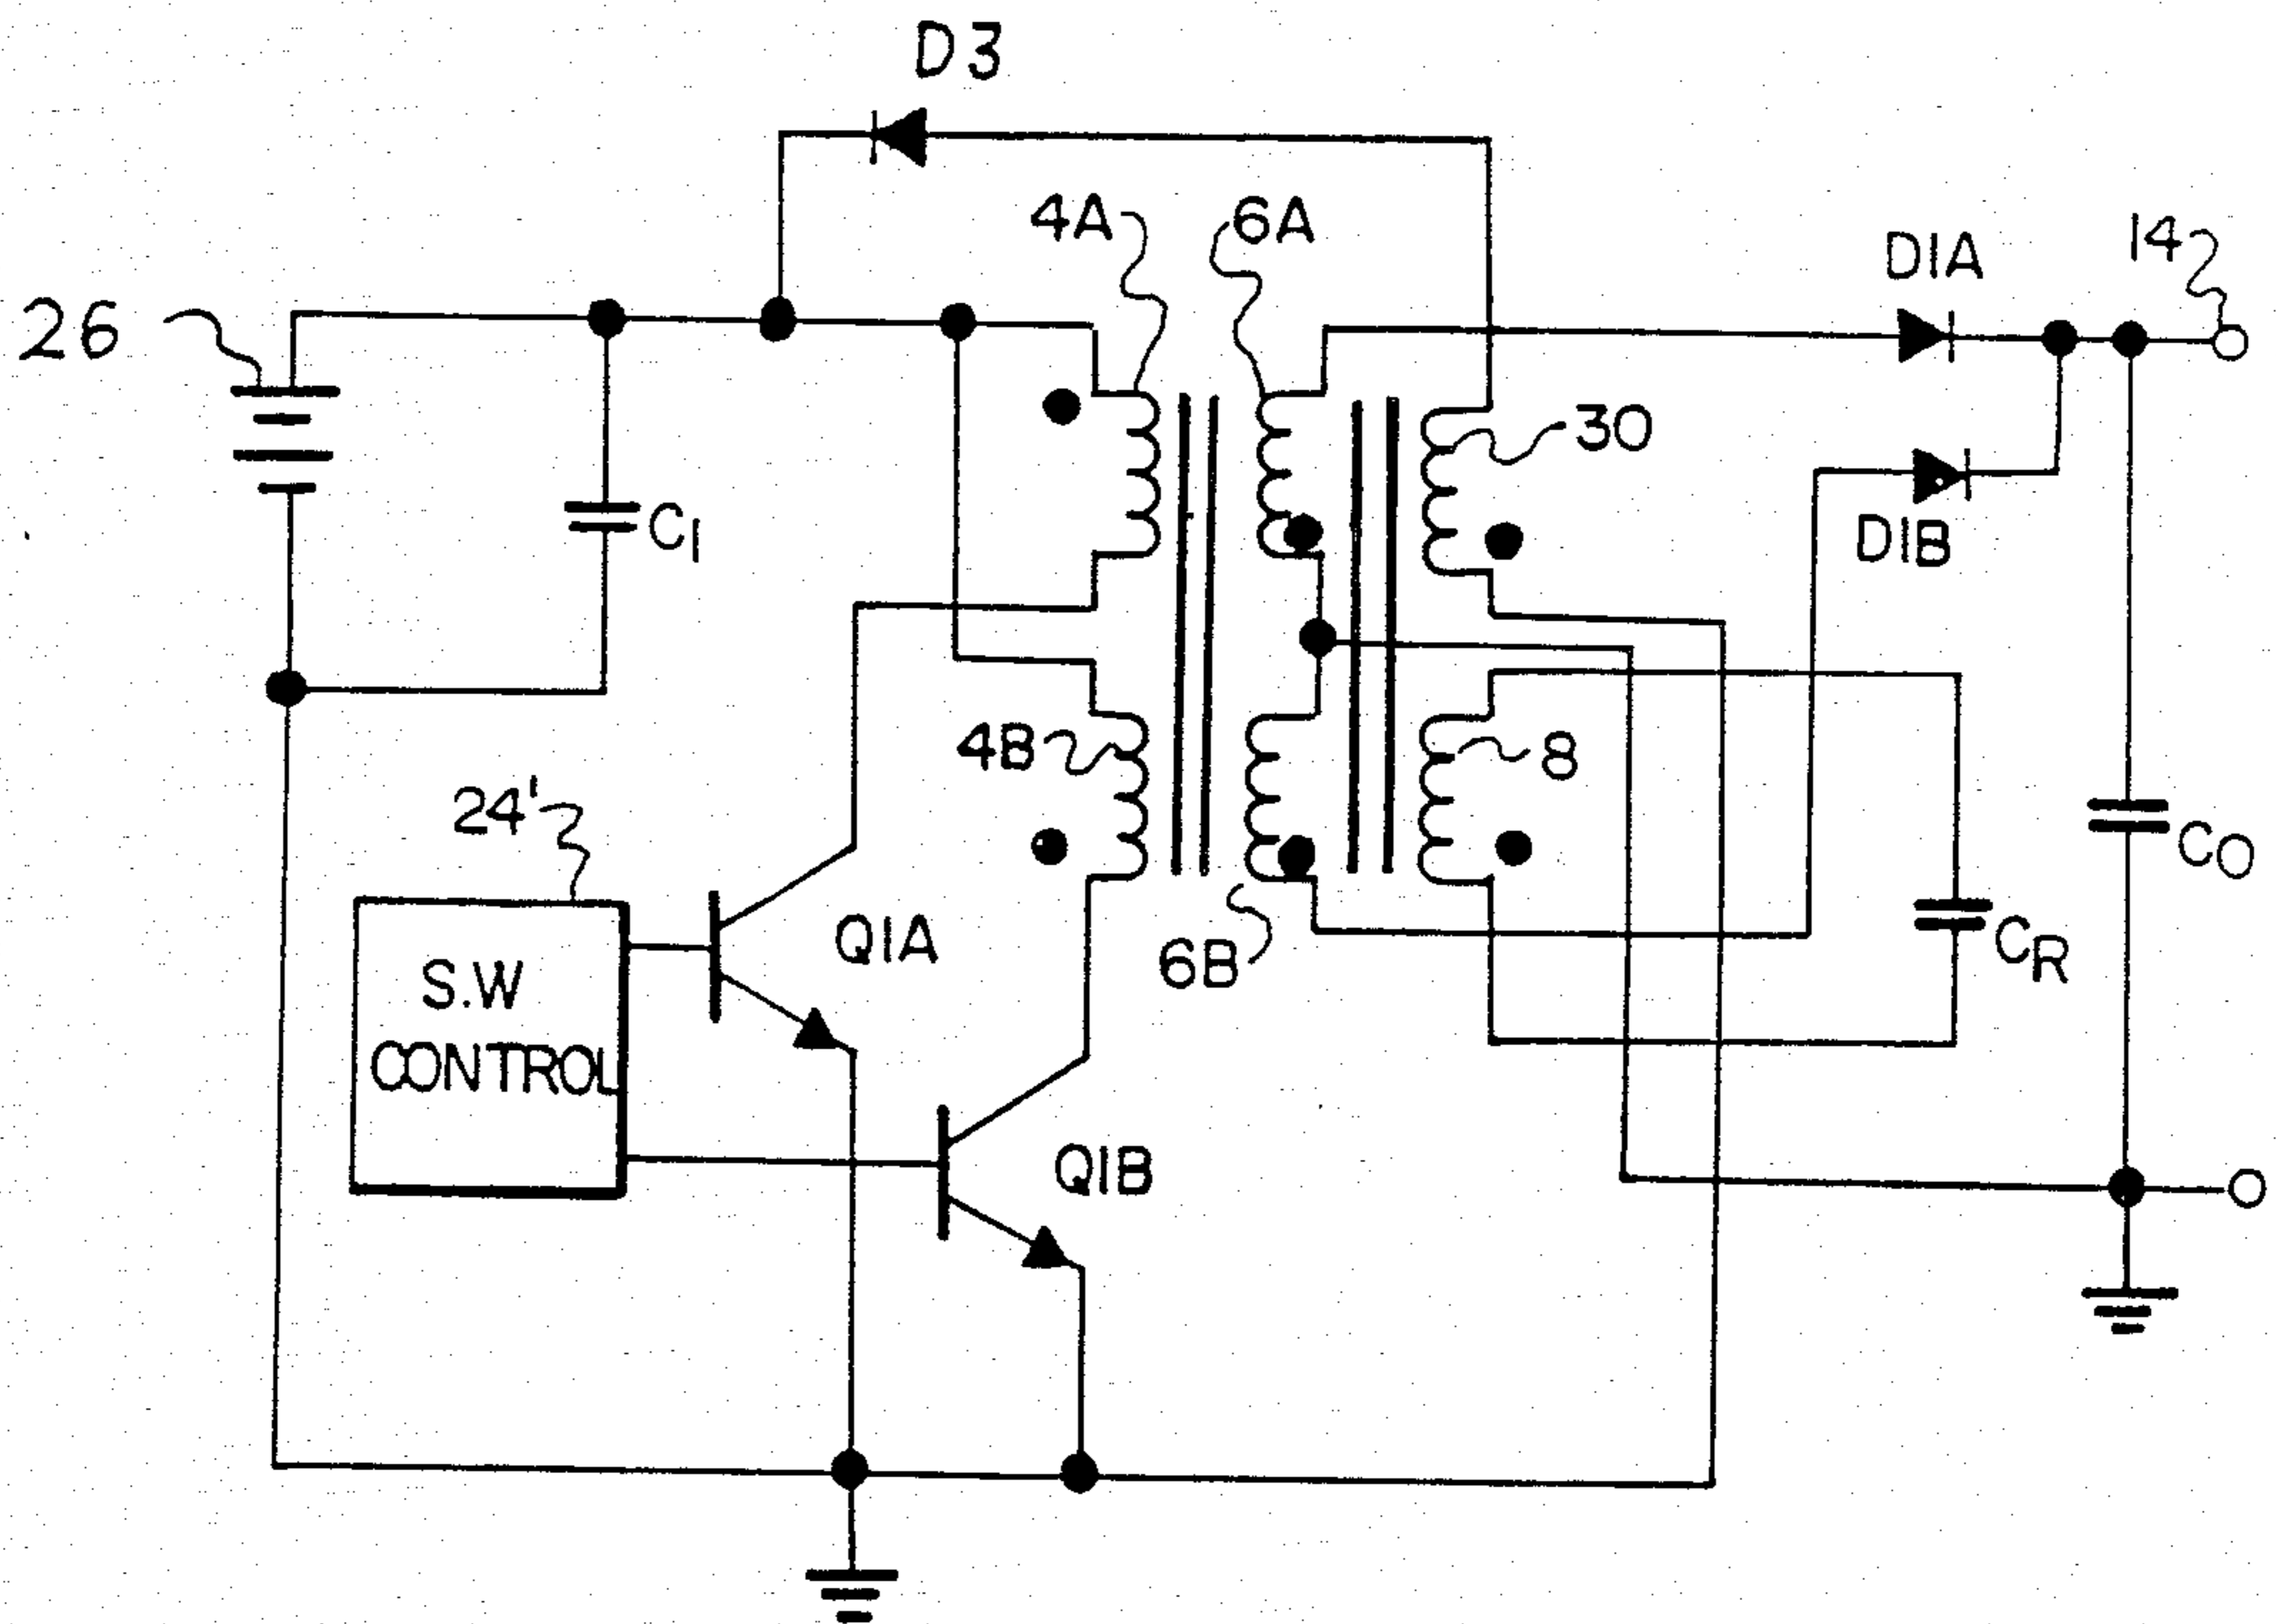 D3
4A
6A
D1A
14
26
30
C1
D1B
4B
8
24'
CO
Q1A
6B
CR
S.W
CONTROL
Q1B